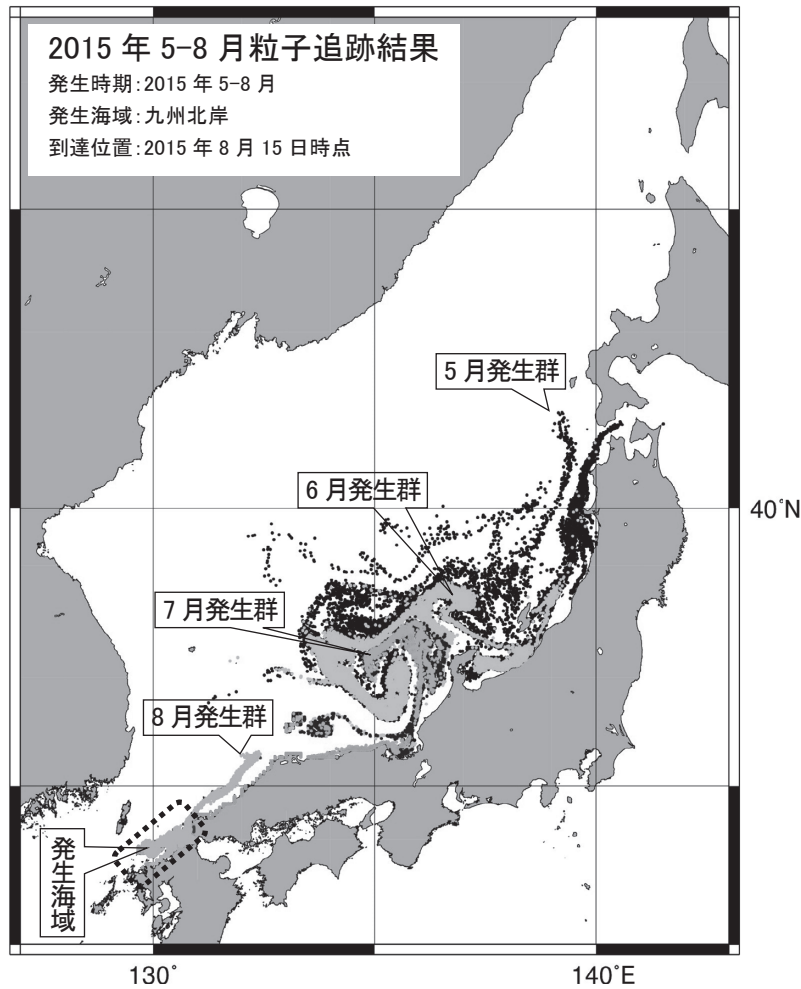 2015 年 5-8 月粒子追跡結果
発生時期:2015 年 5-8 月
発生海域:九州北岸
到達位置:2015 年 8 月 15 日時点
5 月発生群
6 月発生群
40°N
7 月発生群
8 月発生群
発生海域
130°
140°E